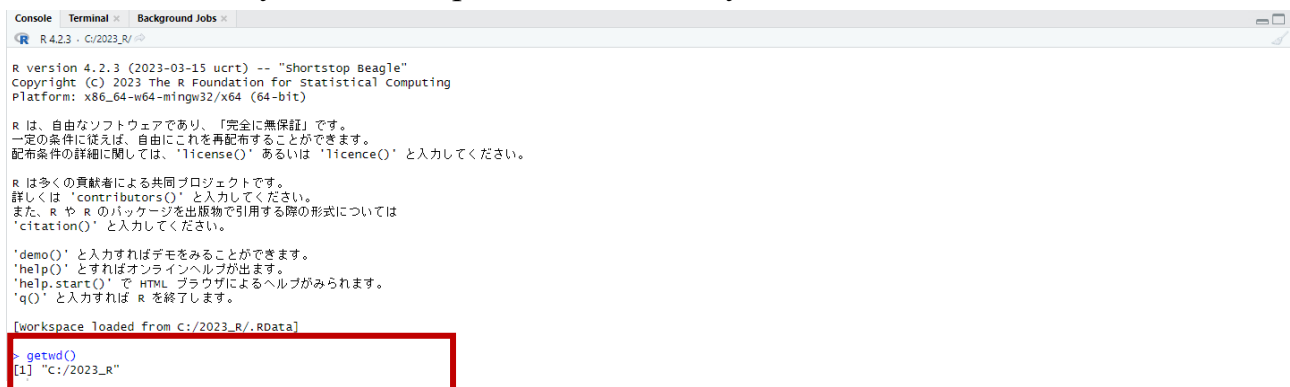 Console Terminal × Background Jobs ×
R R 4.2.3 · C:/2023_R/
R version 4.2.3 (2023-03-15 ucrt) -- "Shortstop Beagle"
Copyright (C) 2023 The R Foundation for Statistical Computing
Platform: x86_64-w64-mingw32/x64 (64-bit)
R は、自由なソフトウェアであり、「完全に無保証」です。
一定の条件に従えば、自由にこれを再配布することができます。
配布条件の詳細に関しては、'license()' あるいは 'licence()' と入力してください。
R は多くの貢献者による共同プロジェクトです。
詳しくは 'contributors()' と入力してください。
また、R や R のパッケージを出版物で引用する際の形式については
'citation()' と入力してください。
'demo()' と入力すればデモをみることができます。
'help()' とすればオンラインヘルプが出ます。
'help.start()' で HTML ブラウザによるヘルプがみられます。
'q()' と入力すれば R を終了します。
[Workspace loaded from C:/2023_R/.RData]
> getwd()
[1] "C:/2023_R"